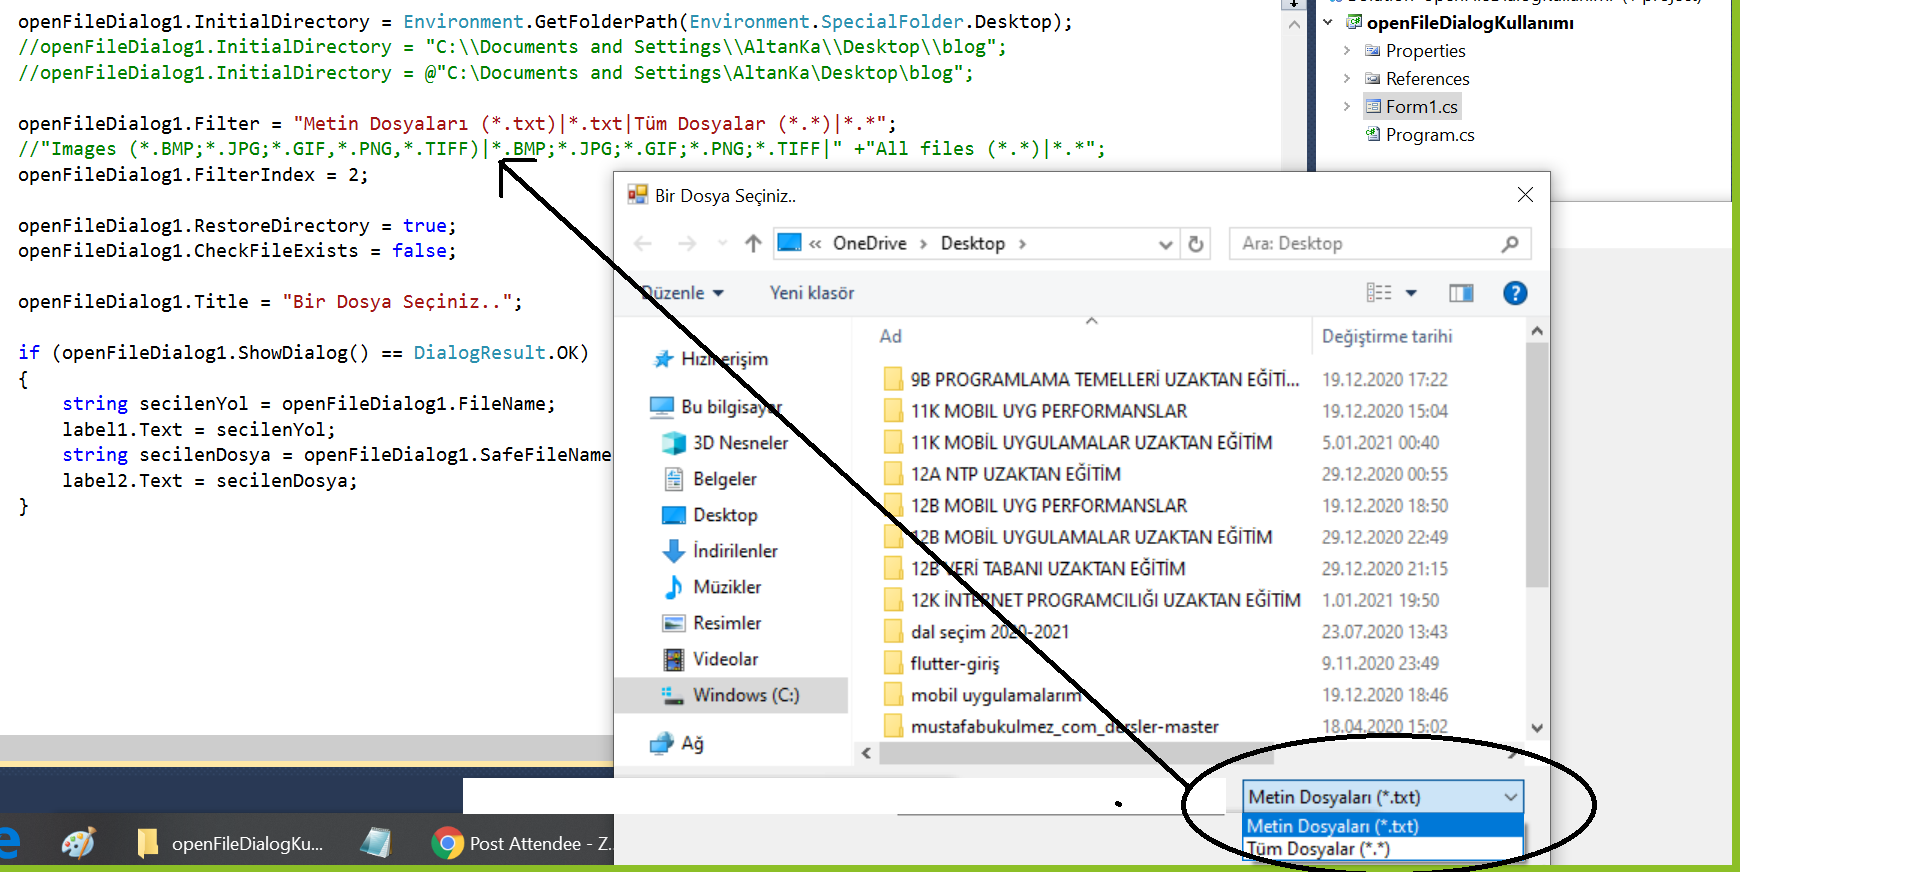 openFileDialog1.InitialDirectory = Environment.GetFolderPath(Environment.SpecialFolder.Desktop);
//openFileDialog1.InitialDirectory = "C:\\Documents and Settings\\AltanKa\\Desktop\\blog";
//openFileDialog1.InitialDirectory = @"C:\Documents and Settings\AltanKa\Desktop\blog";
openFileDialog1.Filter = "Metin Dosyaları (*.txt)|*.txt|Tüm Dosyalar (*.*)|*.*";
//"Images (*.BMP;*.JPG;*.GIF,*.PNG,*.TIFF)|*.BMP;*.JPG;*.GIF;*.PNG;*.TIFF|" +"All files (*.*)|*.*";
openFileDialog1.FilterIndex = 2;
openFileDialog1.RestoreDirectory = true;
openFileDialog1.CheckFileExists = false;
openFileDialog1.Title = "Bir Dosya Seçiniz..";
if (openFileDialog1.ShowDialog() == DialogResult.OK)
{
string secilenYol = openFileDialog1.FileName;
label1.Text = secilenYol;
string secilenDosya = openFileDialog1.SafeFileName
label2.Text = secilenDosya;
}
openFileDialogKullanımı
Properties
References
Form1.cs
Program.cs
Bir Dosya Seçiniz..
« OneDrive › Desktop ›
Ara: Desktop
Düzenle
Yeni klasör
Ad
Değiştirme tarihi
Hızlı erişim
Bu bilgisayar
3D Nesneler
Belgeler
Desktop
İndirilenler
Müzikler
Resimler
Videolar
Windows (C:)
Ağ
9B PROGRAMLAMA TEMELLERİ UZAKTAN EĞİTİ... 19.12.2020 17:22
11K MOBIL UYG PERFORMANSLAR 19.12.2020 15:04
11K MOBİL UYGULAMALAR UZAKTAN EĞİTİM 5.01.2021 00:40
12A NTP UZAKTAN EĞİTİM 29.12.2020 00:55
12B MOBIL UYG PERFORMANSLAR 19.12.2020 18:50
12B MOBİL UYGULAMALAR UZAKTAN EĞİTİM 29.12.2020 22:49
12B VERİ TABANI UZAKTAN EĞİTİM 29.12.2020 21:15
12K İNTERNET PROGRAMCILIĞI UZAKTAN EĞİTİM 1.01.2021 19:50
dal seçim 2020-2021 23.07.2020 13:43
flutter-giriş 9.11.2020 23:49
mobil uygulamalarım 19.12.2020 18:46
mustafabukulmez_com_dersler-master 18.04.2020 15:02
Metin Dosyaları (*.txt)
Metin Dosyaları (*.txt)
Tüm Dosyalar (*.*)
openFileDialogKu...
Post Attendee - Z...